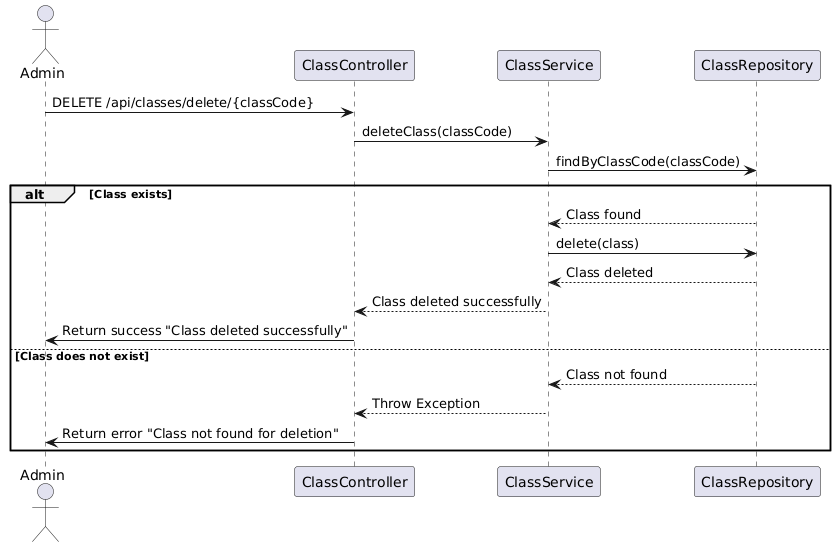 Admin
ClassController
ClassService
ClassRepository
DELETE /api/classes/delete/{classCode}
deleteClass(classCode)
findByClassCode(classCode)
alt
[Class exists]
Class found
delete(class)
Class deleted
Class deleted successfully
Return success "Class deleted successfully"
[Class does not exist]
Class not found
Throw Exception
Return error "Class not found for deletion"
Admin
ClassController
ClassService
ClassRepository